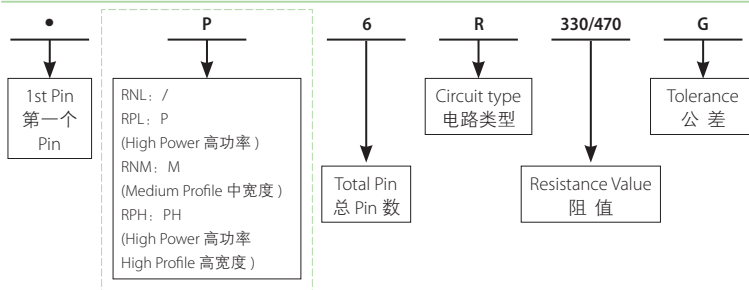 • P 6 R 330/470 G
1st Pin
第一个
Pin
RNL：/
RPL：P
(High Power 高功率 )
RNM：M
(Medium Profile 中宽度 )
RPH：PH
(High Power 高功率
High Profile 高宽度 )
Total Pin
总 Pin 数
Circuit type
电路类型
Resistance Value
阻 值
Tolerance
公 差